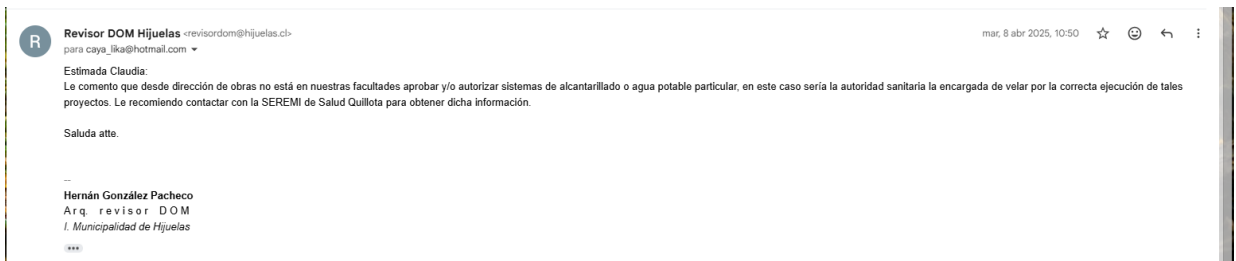 R
Revisor DOM Hijuelas <revisordom@hijuelas.cl>
mar, 8 abr 2025, 10:50
para caya_lika@hotmail.com
Estimada Claudia:
Le comento que desde dirección de obras no está en nuestras facultades aprobar y/o autorizar sistemas de alcantarillado o agua potable particular, en este caso sería la autoridad sanitaria la encargada de velar por la correcta ejecución de tales
proyectos. Le recomiendo contactar con la SEREMI de Salud Quillota para obtener dicha información.
Saluda atte.
--
Hernán González Pacheco
Arq. revisor DOM
I. Municipalidad de Hijuelas